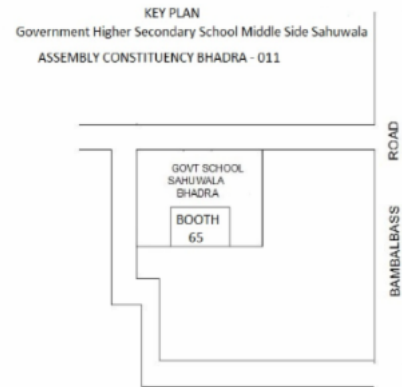 KEY PLAN
Government Higher Secondary School Middle Side Sahuwala
ASSEMBLY CONSTITUENCY BHADRA - 011
GOVT SCHOOL
SAHUWALA
BHADRA
BOOTH
65
ROAD
BAMBALBASS